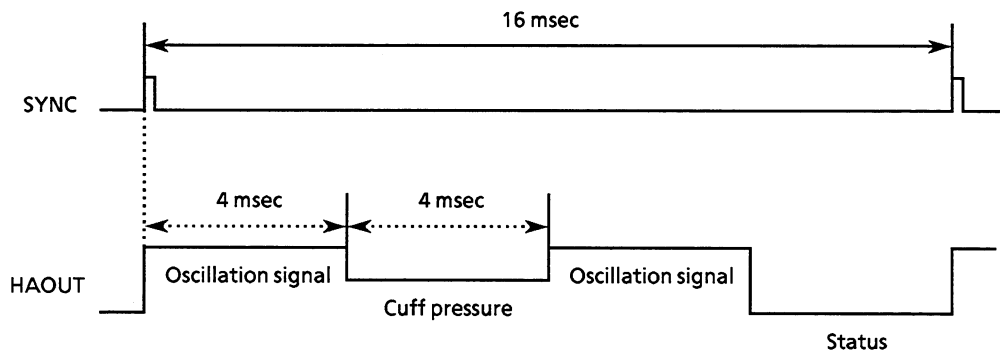 16 msec
SYNC
4 msec
4 msec
HAOUT
Oscillation signal
Cuff pressure
Oscillation signal
Status